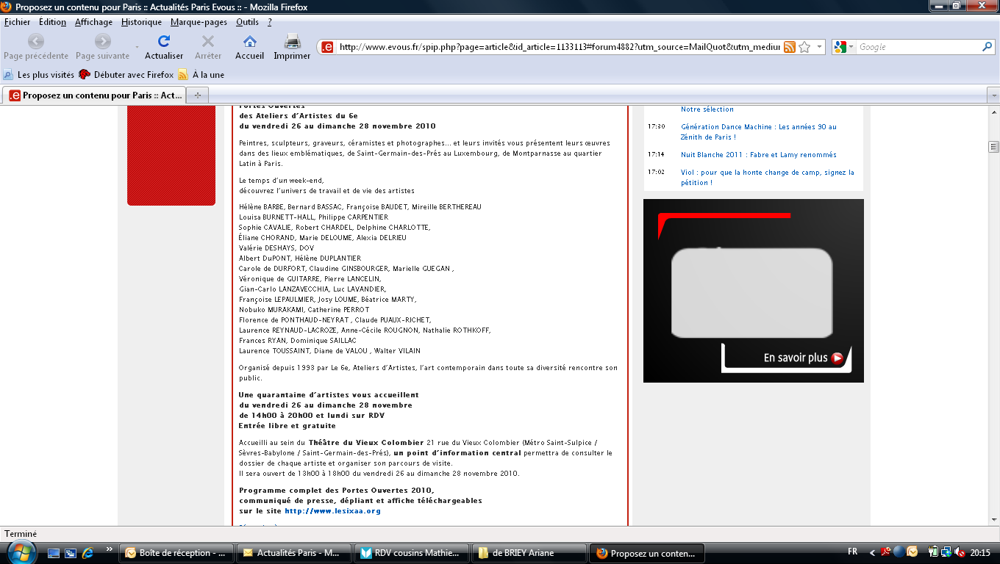 Proposez un contenu pour Paris :: Actualités Paris Evous :: - Mozilla Firefox
Fichier Édition Affichage Historique Marque-pages Outils ?
Page précédente Page suivante Actualiser Arrêter Accueil Imprimer http://www.evous.fr/spip.php?page=article&id_article=1133113#forum4882?utm_source=MailQuot&utm_mediur Google
Les plus visités Débuter avec Firefox À la une
.e Proposez un contenu pour Paris :: Act...
Portes Ouvertes
des Ateliers d'Artistes du 6e
du vendredi 26 au dimanche 28 novembre 2010
Peintres, sculpteurs, graveurs, céramistes et photographes... et leurs invités vous présentent leurs œuvres
dans des lieux emblématiques, de Saint-Germain-des-Prés au Luxembourg, de Montparnasse au quartier
Latin à Paris.
Le temps d'un week-end,
découvrez l'univers de travail et de vie des artistes
Hélène BARBE, Bernard BASSAC, Françoise BAUDET, Mireille BERTHEREAU
Louisa BURNETT-HALL, Philippe CARPENTIER
Sophie CAVALIE, Robert CHARDEL, Delphine CHARLOTTE,
Éliane CHORAND, Marie DELOUME, Alexia DELRIEU
Valérie DESHAYS, DOV
Albert DuPONT, Hélène DUPLANTIER
Carole de DURFORT, Claudine GINSBOURGER, Marielle GUEGAN ,
Véronique de GUITARRE, Pierre LANCELIN,
Gian-Carlo LANZAVECCHIA, Luc LAVANDIER,
Françoise LEPAULMIER, Josy LOUME, Béatrice MARTY,
Nobuko MURAKAMI, Catherine PERROT
Florence de PONTHAUD-NEYRAT , Claude PUAUX-RICHET,
Laurence REYNAUD-LACROZE, Anne-Cécile ROUGNON, Nathalie ROTHKOFF,
Frances RYAN, Dominique SAILLAC
Laurence TOUSSAINT, Diane de VALOU , Walter VILAIN
Organisé depuis 1993 par Le 6e, Ateliers d'Artistes, l'art contemporain dans toute sa diversité rencontre son
public.
Une quarantaine d'artistes vous accueillent
du vendredi 26 au dimanche 28 novembre
de 14h00 à 20h00 et lundi sur RDV
Entrée libre et gratuite
Accueilli au sein du Théâtre du Vieux Colombier 21 rue du Vieux Colombier (Métro Saint-Sulpice /
Sèvres-Babylone / Saint-Germain-des-Prés), un point d'information central permettra de consulter le
dossier de chaque artiste et organiser son parcours de visite.
Il sera ouvert de 13h00 à 18h00 du vendredi 26 au dimanche 28 novembre 2010.
Programme complet des Portes Ouvertes 2010,
communiqué de presse, dépliant et affiche téléchargeables
sur le site http://www.lesixaa.org
Notre sélection
17:30 Génération Dance Machine : Les années 90 au
Zénith de Paris !
17:14 Nuit Blanche 2011 : Fabre et Lamy renommés
17:02 Viol : pour que la honte change de camp, signez la
pétition !
En savoir plus
Terminé
Boîte de réception - ... Actualités Paris - M... RDV cousins Mathie... de BRIEY Ariane Proposez un conten... FR 20:15